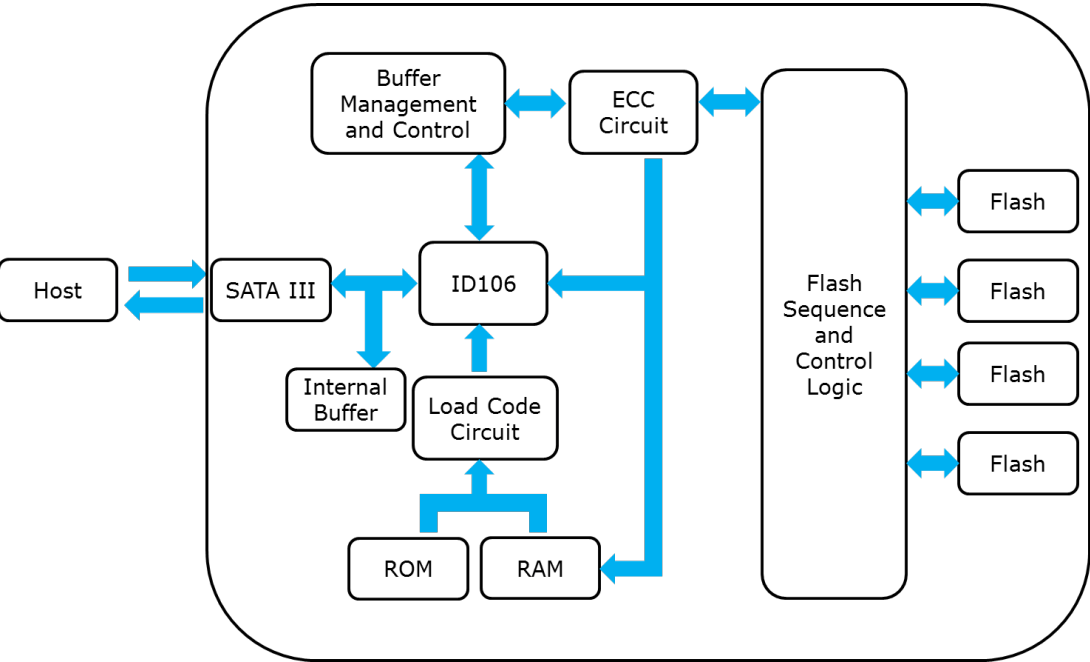 Buffer
Management
and Control
ECC
Circuit
Flash
Host
SATA III
ID106
Flash
Sequence
and
Control
Logic
Flash
Internal
Buffer
Load Code
Circuit
Flash
Flash
ROM
RAM